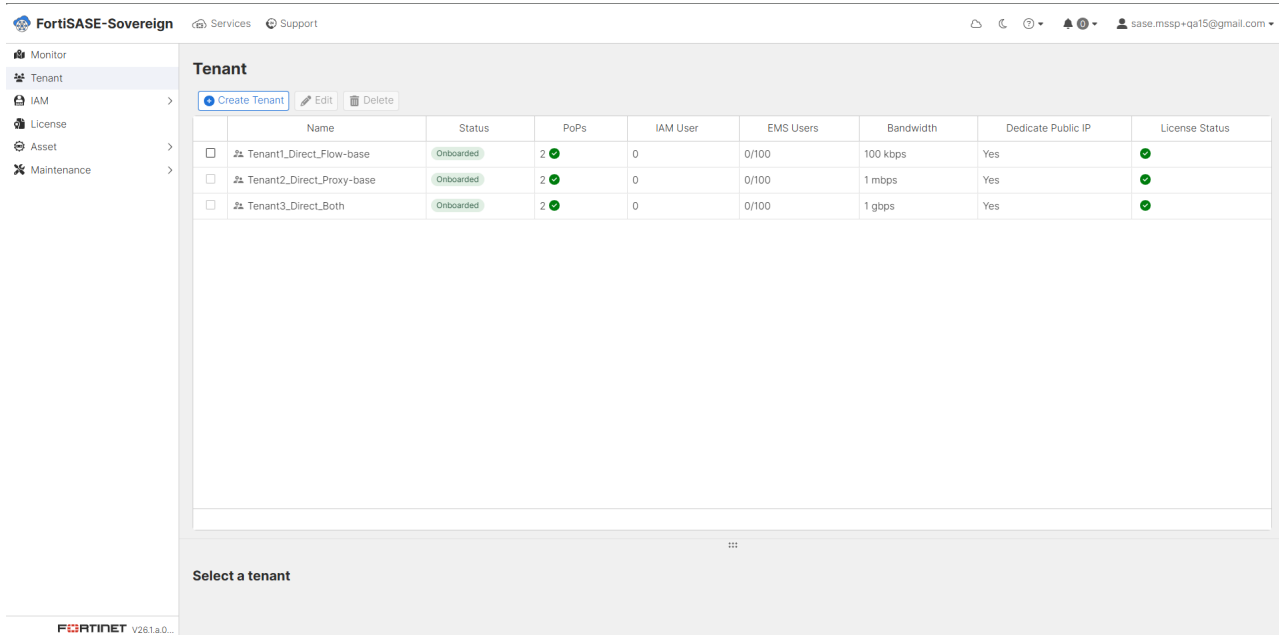 FortiSASE-Sovereign Services Support 0 sase.mssp+qa15@gmail.com
Monitor
Tenant
IAM
License
Asset
Maintenance
Tenant
Create Tenant Edit Delete
Name Status PoPs IAM User EMS Users Bandwidth Dedicate Public IP License Status
Tenant1_Direct_Flow-base Onboarded 2 0 0/100 100 kbps Yes
Tenant2_Direct_Proxy-base Onboarded 2 0 0/100 1 mbps Yes
Tenant3_Direct_Both Onboarded 2 0 0/100 1 gbps Yes
Select a tenant
FORTINET V26.1.a.0...